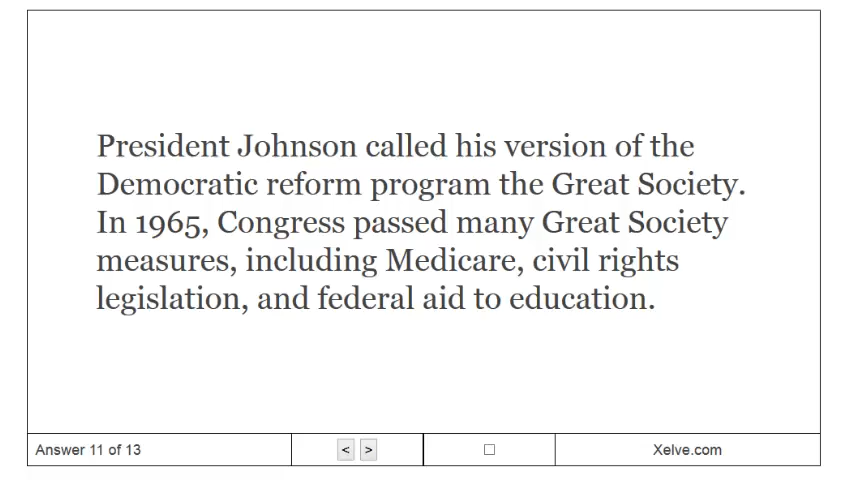 President Johnson called his version of the
Democratic reform program the Great Society.
In 1965, Congress passed many Great Society
measures, including Medicare, civil rights
legislation, and federal aid to education.
Answer 11 of 13 < > Xelve.com